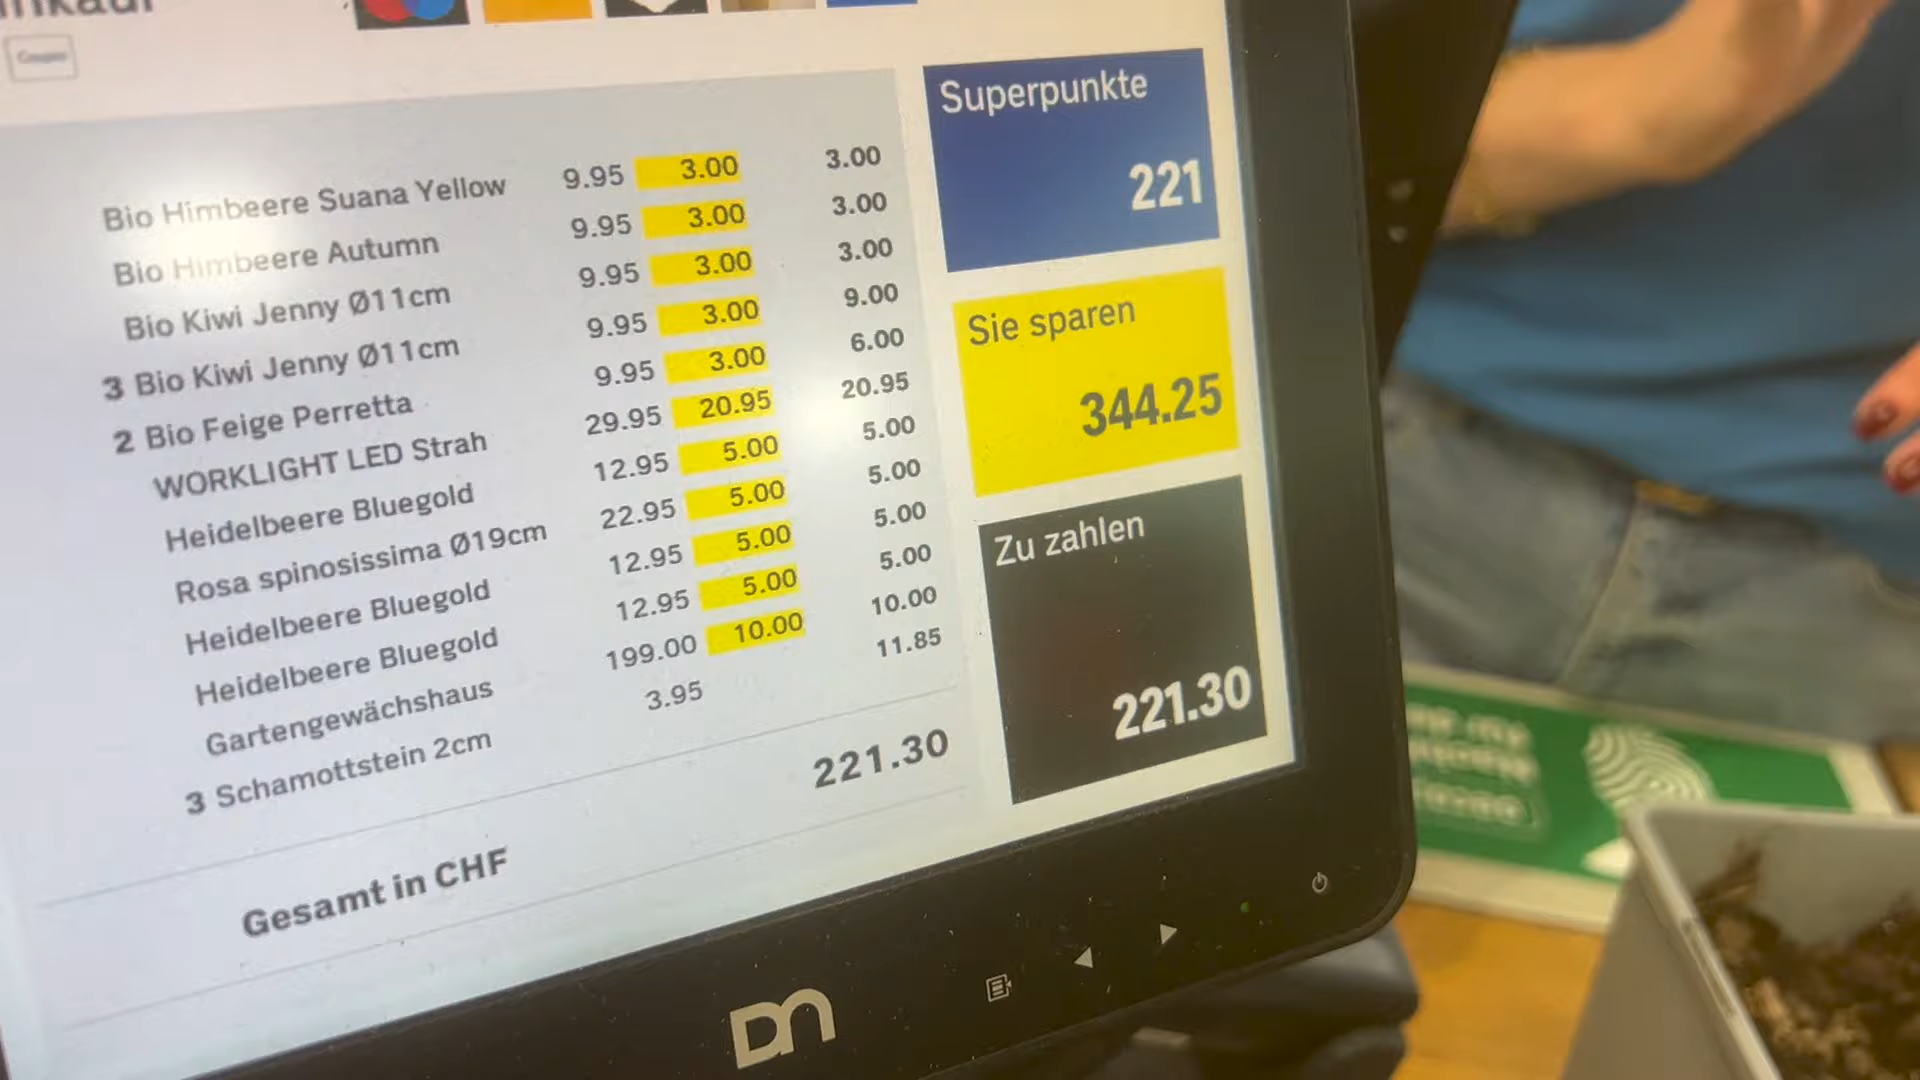 Bio Himbeere Suana Yellow 9.95 3.00 3.00
Bio Himbeere Autumn 9.95 3.00 3.00
Bio Kiwi Jenny Ø11cm 9.95 3.00 3.00
3 Bio Kiwi Jenny Ø11cm 9.95 3.00 9.00
2 Bio Feige Perretta 9.95 3.00 6.00
WORKLIGHT LED Strah 29.95 20.95 20.95
Heidelbeere Bluegold 12.95 5.00 5.00
Rosa spinosissima Ø19cm 22.95 5.00 5.00
Heidelbeere Bluegold 12.95 5.00 5.00
Heidelbeere Bluegold 12.95 5.00 5.00
Gartengewächshaus 199.00 10.00 10.00
3 Schamottstein 2cm 3.95 11.85
Gesamt in CHF 221.30
Superpunkte
221
Sie sparen
344.25
Zu zahlen
221.30
DN